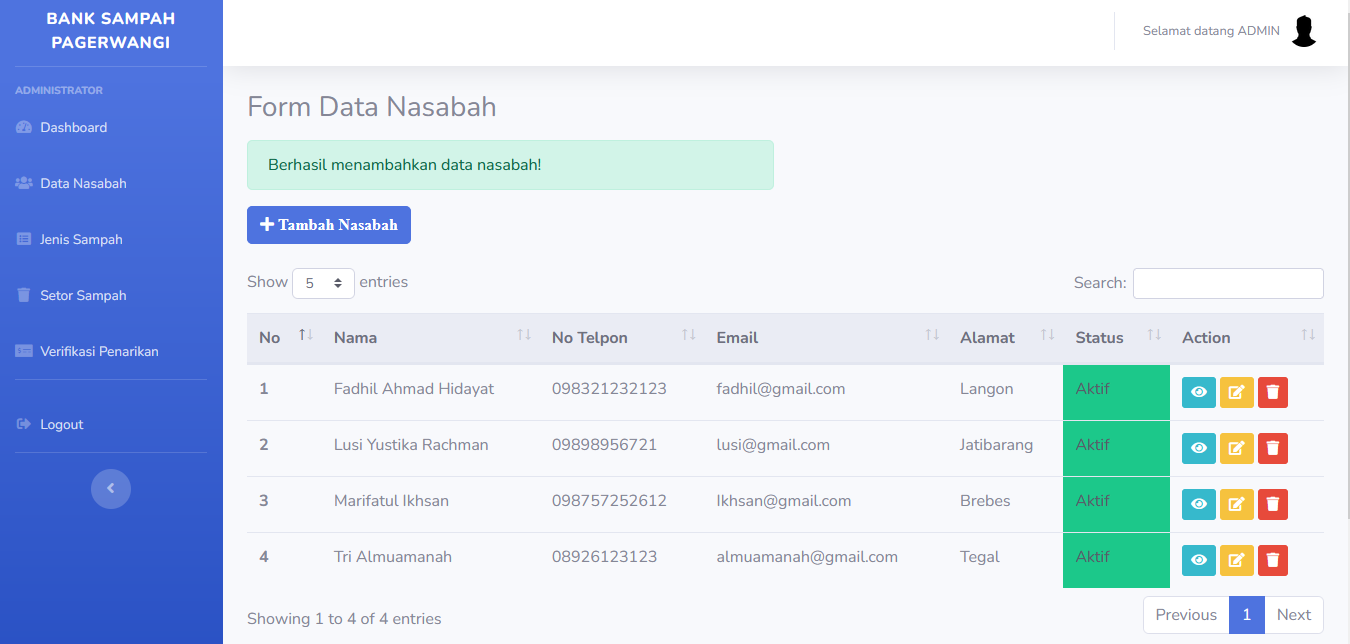 BANK SAMPAH
PAGERWANGI
ADMINISTRATOR
Dashboard
Data Nasabah
Jenis Sampah
Setor Sampah
Verifikasi Penarikan
Logout
Selamat datang ADMIN
Form Data Nasabah
Berhasil menambahkan data nasabah!
Tambah Nasabah
Show 5 entries
Search:
No Nama No Telpon Email Alamat Status Action
1 Fadhil Ahmad Hidayat 098321232123 fadhil@gmail.com Langon Aktif
2 Lusi Yustika Rachman 09898956721 lusi@gmail.com Jatibarang Aktif
3 Marifatul Ikhsan 098757252612 Ikhsan@gmail.com Brebes Aktif
4 Tri Almuamanah 08926123123 almuamanah@gmail.com Tegal Aktif
Showing 1 to 4 of 4 entries
Previous 1 Next